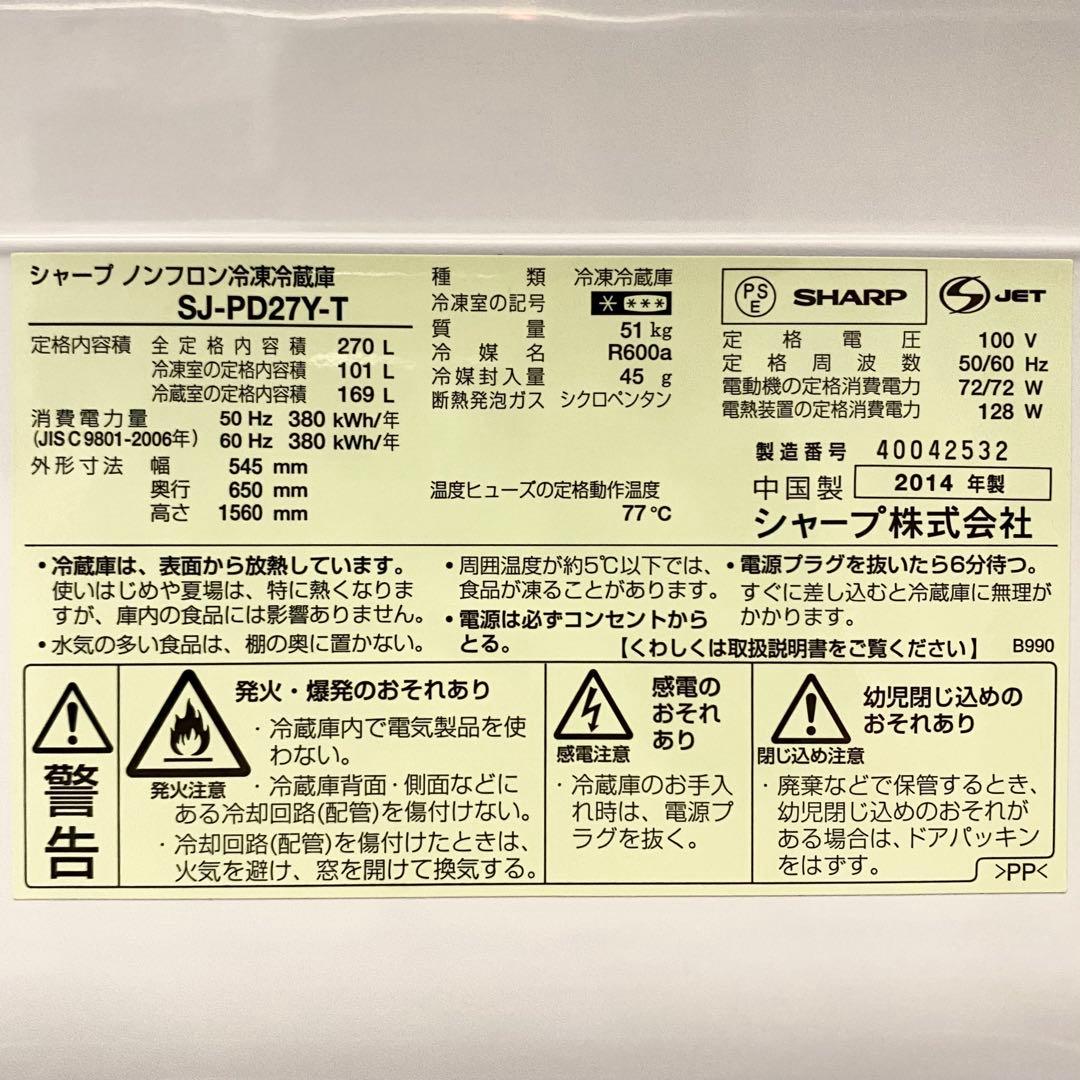 シャープ ノンフロン冷凍冷蔵庫
SJ-PD27Y-T
定格内容積 全定格内容積 270 L
冷凍室の定格内容積 101 L
冷蔵室の定格内容積 169 L
消費電力量 50 Hz 380 kWh/年
(JIS C 9801-2006年) 60 Hz 380 kWh/年
外形寸法 幅 545 mm
奥行 650 mm
高さ 1560 mm
種類 冷凍冷蔵庫
冷凍室の記号 * ***
質量 51 kg
冷媒名 R600a
冷媒封入量 45 g
断熱発泡ガス シクロペンタン
温度ヒューズの定格動作温度
77 ℃
PSE SHARP JET
定格電圧 100 V
定格周波数 50/60 Hz
電動機の定格消費電力 72/72 W
電熱装置の定格消費電力 128 W
製造番号 40042532
中国製 2014 年製
シャープ株式会社
・冷蔵庫は、表面から放熱しています。
使いはじめや夏場は、特に熱くなりま
すが、庫内の食品には影響ありません。
・水気の多い食品は、棚の奥に置かない。
・周囲温度が約5℃以下では、
食品が凍ることがあります。
・電源は必ずコンセントから
とる。
・電源プラグを抜いたら6分待つ。
すぐに差し込むと冷蔵庫に無理が
かかります。
【くわしくは取扱説明書をご覧ください】 B990
警告
発火注意
発火・爆発のおそれあり
・冷蔵庫内で電気製品を使
わない。
・冷蔵庫背面・側面などに
ある冷却回路(配管)を傷付けない。
・冷却回路(配管)を傷付けたときは、
火気を避け、窓を開けて換気する。
感電注意
感電の
おそれ
あり
・冷蔵庫のお手入
れ時は、電源プ
ラグを抜く。
閉じ込め注意
幼児閉じ込めの
おそれあり
・廃棄などで保管するとき、
幼児閉じ込めのおそれが
ある場合は、ドアパッキン
をはずす。
>PP<